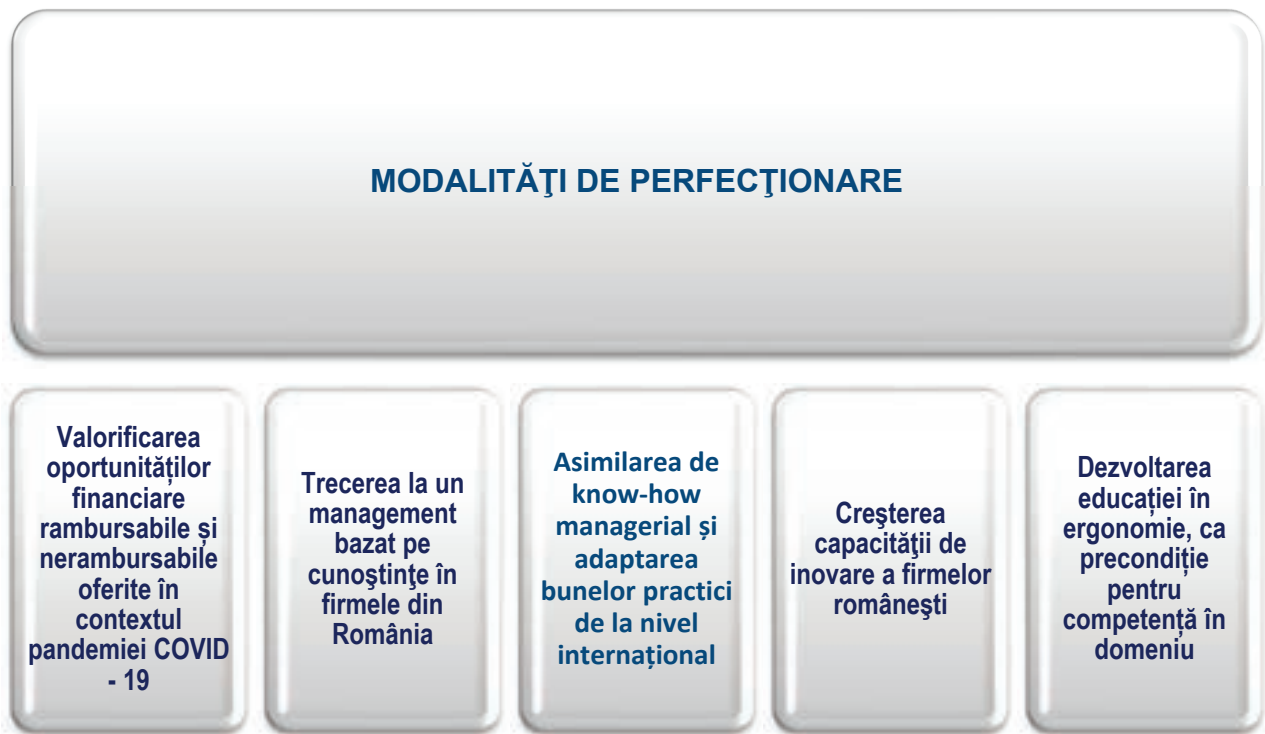 MODALITĂŢI DE PERFECŢIONARE
Valorificarea
oportunităților
financiare
rambursabile și
nerambursabile
oferite în
contextul
pandemiei COVID
- 19
Trecerea la un
management
bazat pe
cunoştinţe în
firmele din
România
Asimilarea de
know-how
managerial și
adaptarea
bunelor practici
de la nivel
internațional
Creşterea
capacităţii de
inovare a firmelor
româneşti
Dezvoltarea
educației în
ergonomie, ca
precondiție
pentru
competență în
domeniu